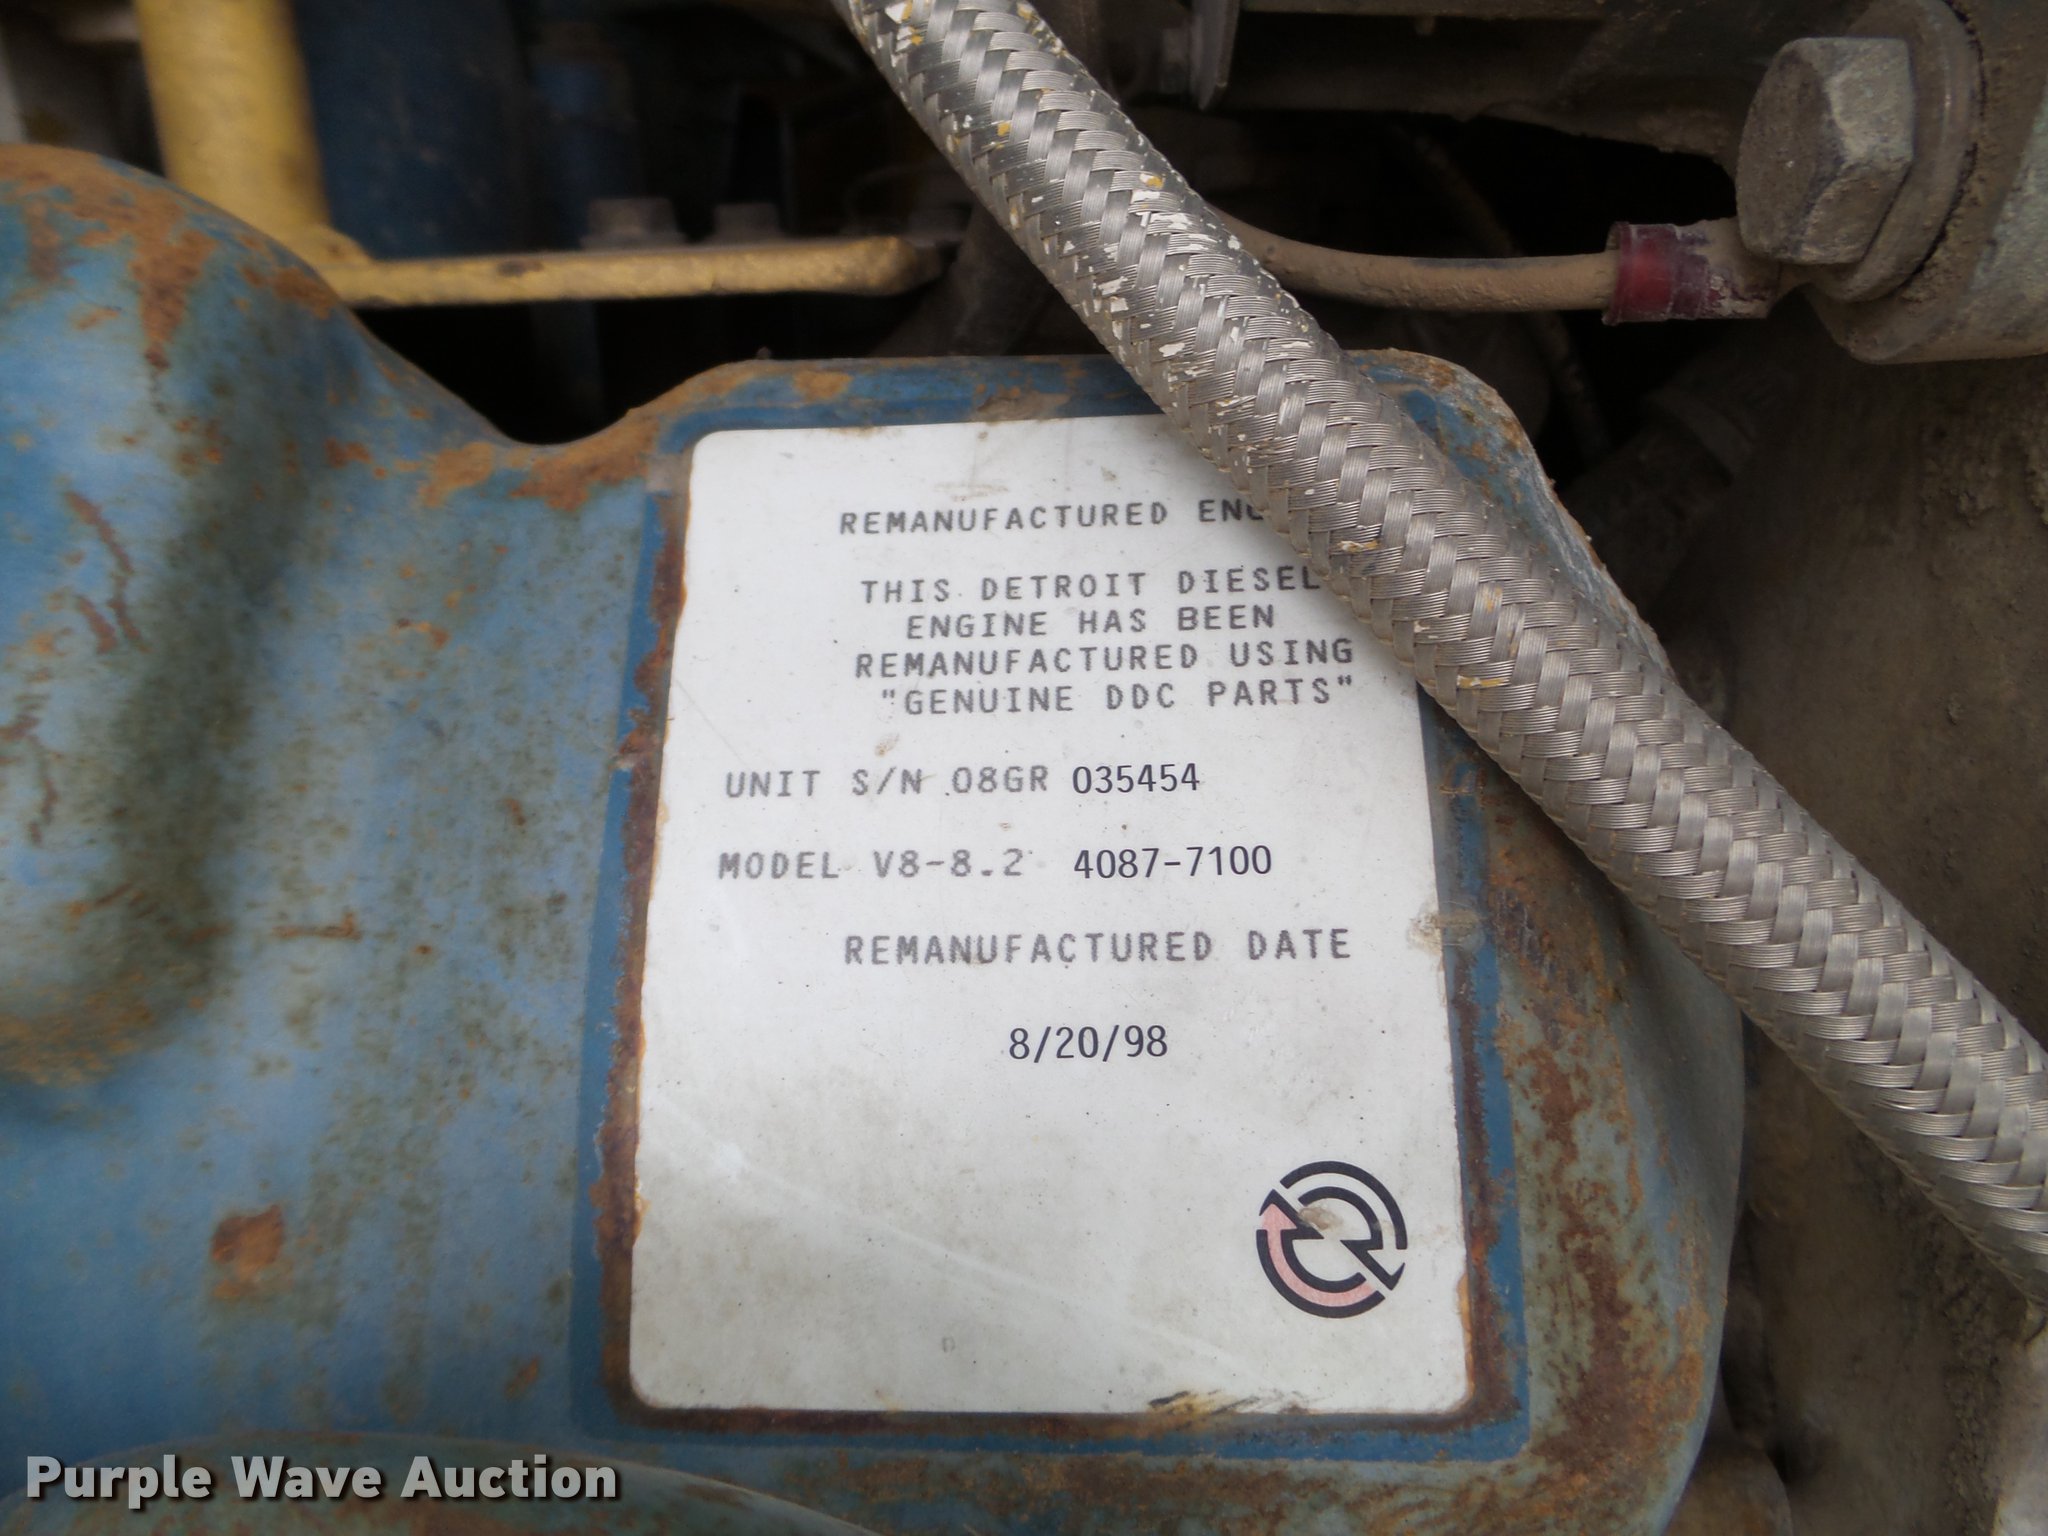 REMANUFACTURED
THIS DETROIT DIESEL
ENGINE HAS BEEN
REMANUFACTURED USING
"GENUINE DDC PARTS"
UNIT S/N 08GR 035454
MODEL V8-8.2 4087-7100
REMANUFACTURED DATE
8/20/98
Purple Wave Auction